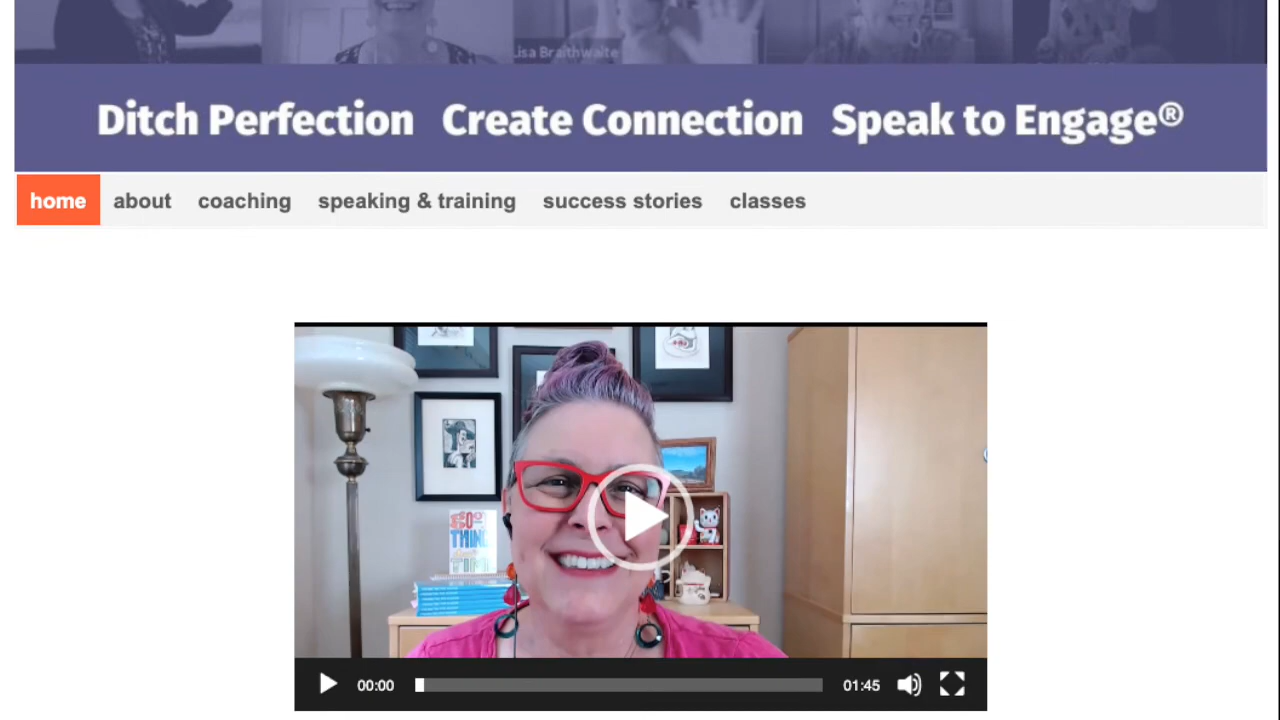 Lisa Braithwaite
Ditch Perfection Create Connection Speak to Engage®
home about coaching speaking & training success stories classes
THIN
00:00 01:45